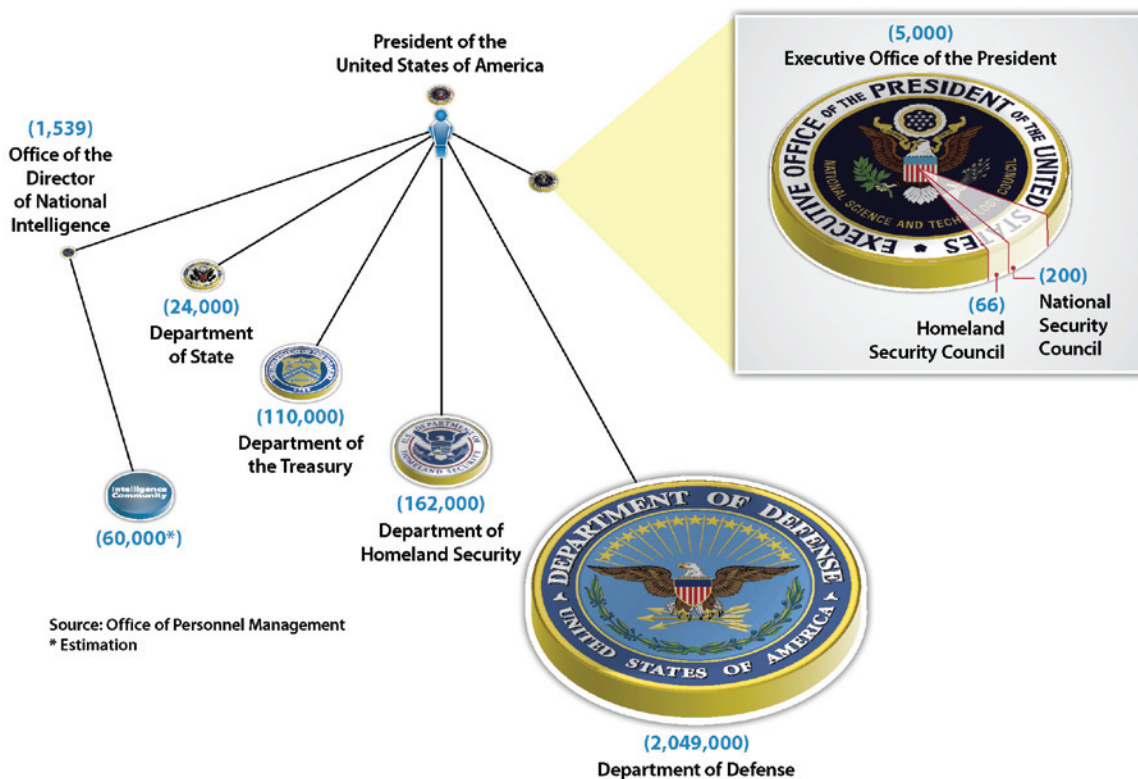 President of the
United States of America
(1,539)
Office of the
Director
of National
Intelligence
(24,000)
Department
of State
(110,000)
Department of
the Treasury
(162,000)
Department of
Homeland Security
Intelligence
Community
(60,000*)
U.S. DEPARTMENT OF
HOMELAND SECURITY
DEPARTMENT OF DEFENSE
UNITED STATES OF AMERICA
(2,049,000)
Department of Defense
Source: Office of Personnel Management
* Estimation
(5,000)
Executive Office of the President
EXECUTIVE OFFICE OF THE PRESIDENT OF THE UNITED STATES
NATIONAL SCIENCE AND TECHNOLOGY COUNCIL
(66)
Homeland
Security Council
(200)
National
Security
Council